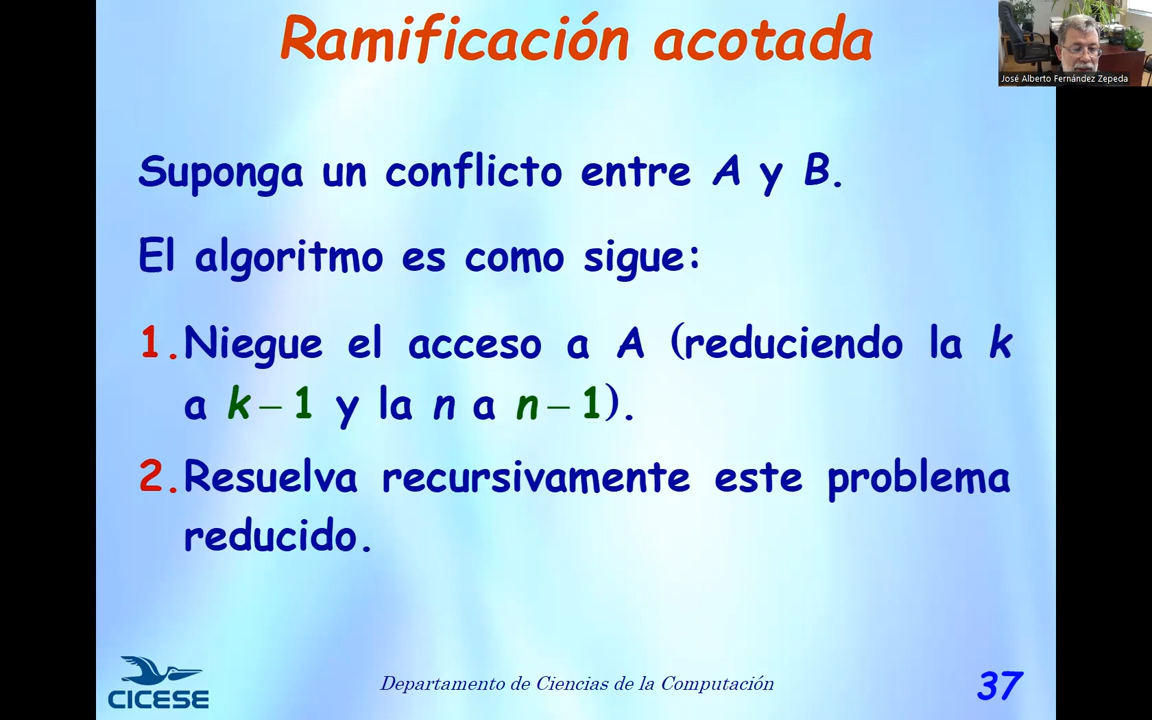 Ramificación acotada
José Alberto Fernández Zepeda
Suponga un conflicto entre A y B.
El algoritmo es como sigue:
1. Niegue el acceso a A (reduciendo la k
a k – 1 y la n a n – 1).
2. Resuelva recursivamente este problema
reducido.
CICESE
Departamento de Ciencias de la Computación
37